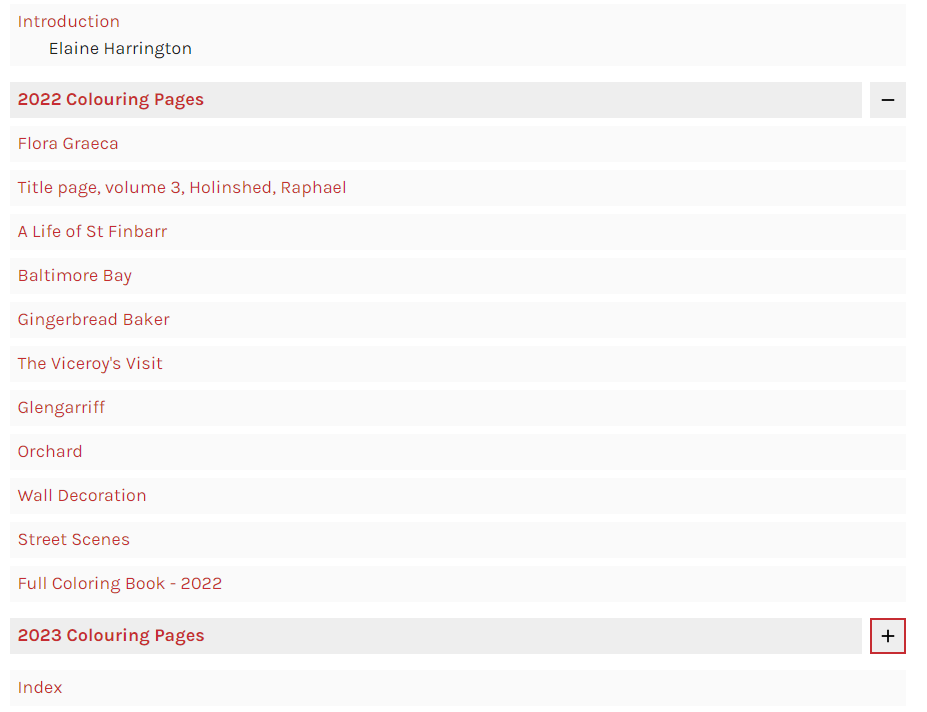 Introduction
Elaine Harrington
2022 Colouring Pages
Flora Graeca
Title page, volume 3, Holinshed, Raphael
A Life of St Finbarr
Baltimore Bay
Gingerbread Baker
The Viceroy's Visit
Glengarriff
Orchard
Wall Decoration
Street Scenes
Full Coloring Book - 2022
2023 Colouring Pages
Index